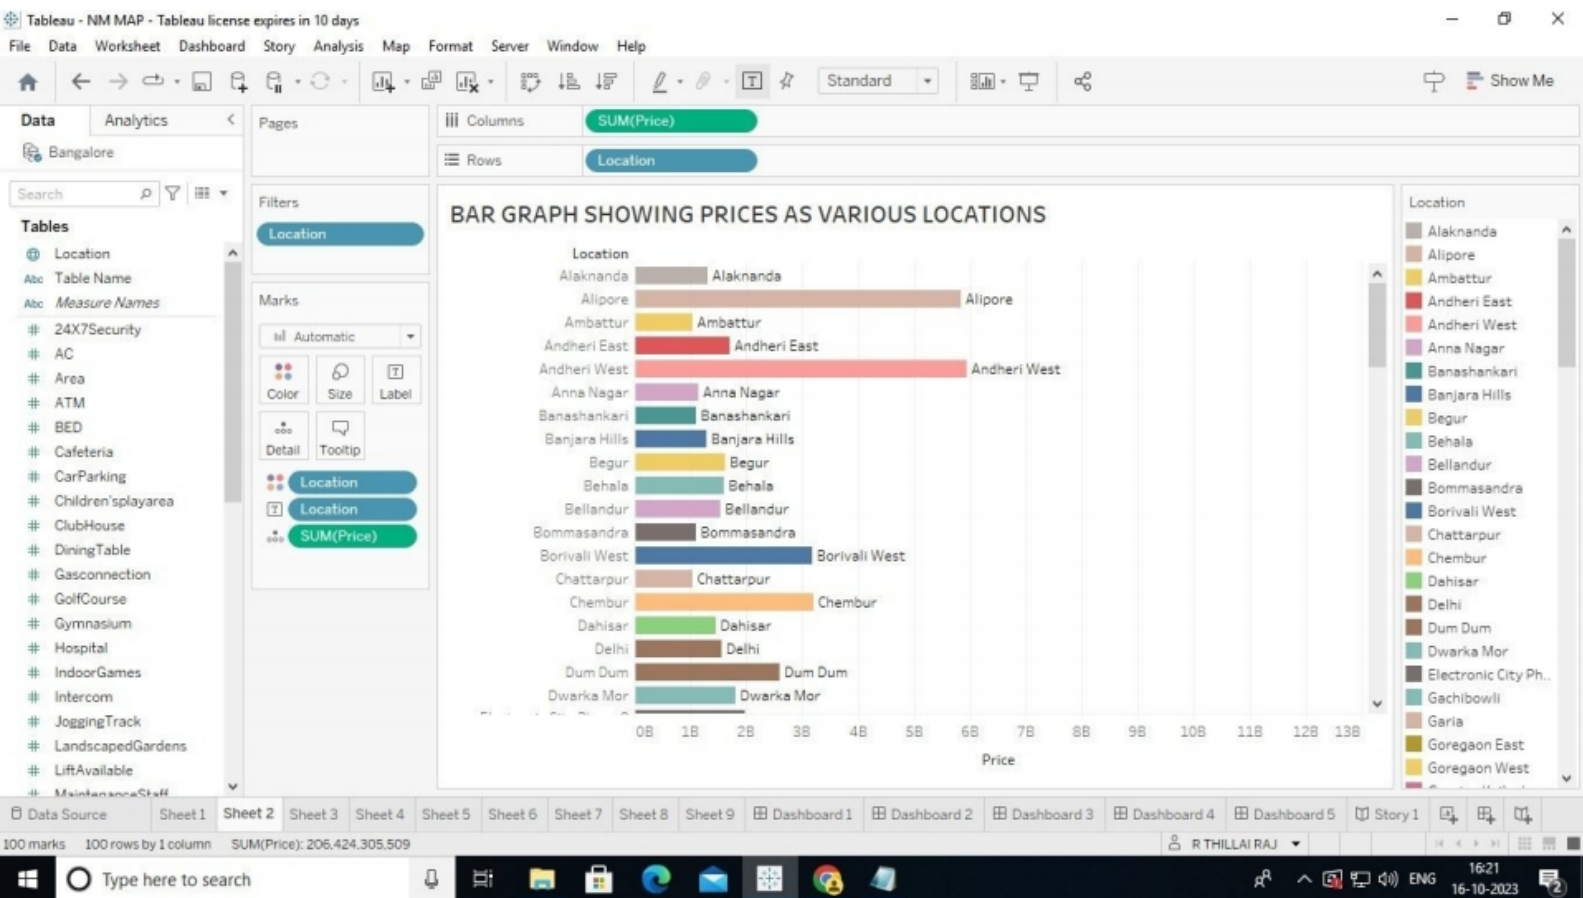 Tableau - NM MAP - Tableau license expires in 10 days
File Data Worksheet Dashboard Story Analysis Map Format Server Window Help
Standard
Show Me
Data Analytics
Bangalore
Search
Tables
Location
Abc Table Name
Abc Measure Names
# 24X7Security
# AC
# Area
# ATM
# BED
# Cafeteria
# CarParking
# Children'splayarea
# ClubHouse
# DiningTable
# Gasconnection
# GolfCourse
# Gymnasium
# Hospital
# IndoorGames
# Intercom
# JoggingTrack
# LandscapedGardens
# LiftAvailable
# MaintenanceStaff
Pages
Filters
Location
Marks
Automatic
Color Size Label
Detail Tooltip
Location
Location
SUM(Price)
Columns SUM(Price)
Rows Location
BAR GRAPH SHOWING PRICES AS VARIOUS LOCATIONS
Location
Alaknanda Alaknanda
Alipore Alipore
Ambattur Ambattur
Andheri East Andheri East
Andheri West Andheri West
Anna Nagar Anna Nagar
Banashankari Banashankari
Banjara Hills Banjara Hills
Begur Begur
Behala Behala
Bellandur Bellandur
Bommasandra Bommasandra
Borivali West Borivali West
Chattarpur Chattarpur
Chembur Chembur
Dahisar Dahisar
Delhi Delhi
Dum Dum Dum Dum
Dwarka Mor Dwarka Mor
0B 1B 2B 3B 4B 5B 6B 7B 8B 9B 10B 11B 12B 13B
Price
Location
Alaknanda
Alipore
Ambattur
Andheri East
Andheri West
Anna Nagar
Banashankari
Banjara Hills
Begur
Behala
Bellandur
Bommasandra
Borivali West
Chattarpur
Chembur
Dahisar
Delhi
Dum Dum
Dwarka Mor
Electronic City Ph..
Gachibowli
Garia
Goregaon East
Goregaon West
Data Source Sheet 1 Sheet 2 Sheet 3 Sheet 4 Sheet 5 Sheet 6 Sheet 7 Sheet 8 Sheet 9 Dashboard 1 Dashboard 2 Dashboard 3 Dashboard 4 Dashboard 5 Story 1
100 marks 100 rows by 1 column SUM(Price): 206,424,305,509 R THILLAI RAJ
Type here to search
ENG
16:21
16-10-2023
2